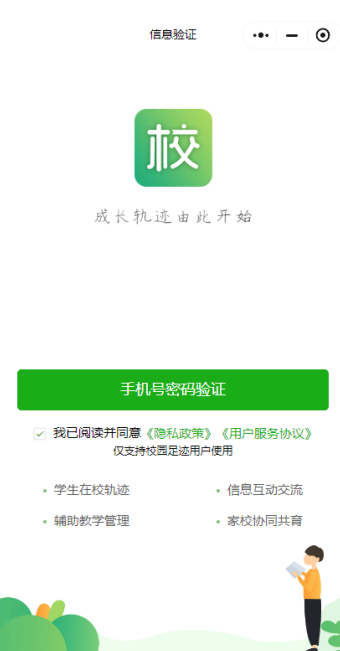 信息验证
校
成长轨迹由此开始
手机号密码验证
我已阅读并同意《隐私政策》《用户服务协议》
仅支持校园足迹用户使用
• 学生在校轨迹
• 信息互动交流
• 辅助教学管理
• 家校协同共育